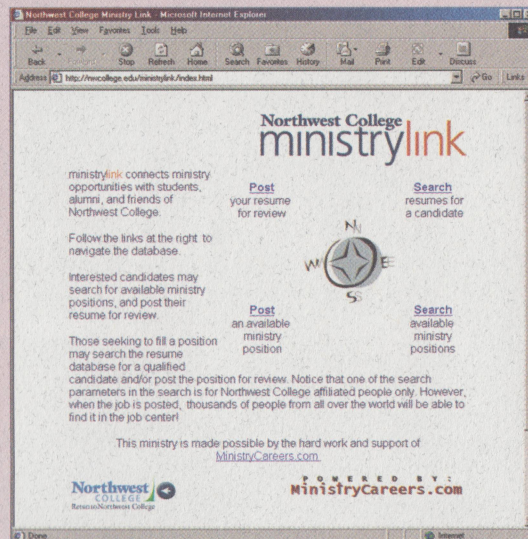 Northwest College Ministry Link - Microsoft Internet Explorer
File Edit View Favorites Tools Help
Back Forward Stop Refresh Home Search Favorites History Mail Print Edit Discuss
Address http://nwcollege.edu/ministrylink/index.html Go Links
Northwest College
ministrylink
ministrylink connects ministry
opportunities with students,
alumni, and friends of
Northwest College.
Follow the links at the right to
navigate the database.
Interested candidates may
search for available ministry
positions, and post their
resume for review.
Those seeking to fill a position
may search the resume
database for a qualified
candidate and/or post the position for review. Notice that one of the search
parameters in the search is for Northwest College affiliated people only. However,
when the job is posted, thousands of people from all over the world will be able to
find it in the job center!
Post
your resume
for review
Search
resumes for
a candidate
N
W E
S
Post
an available
ministry
position
Search
available
ministry
positions
This ministry is made possible by the hard work and support of
MinistryCareers.com
Northwest
COLLEGE
Return to Northwest College
POWERED BY:
MinistryCareers.com
Done Internet